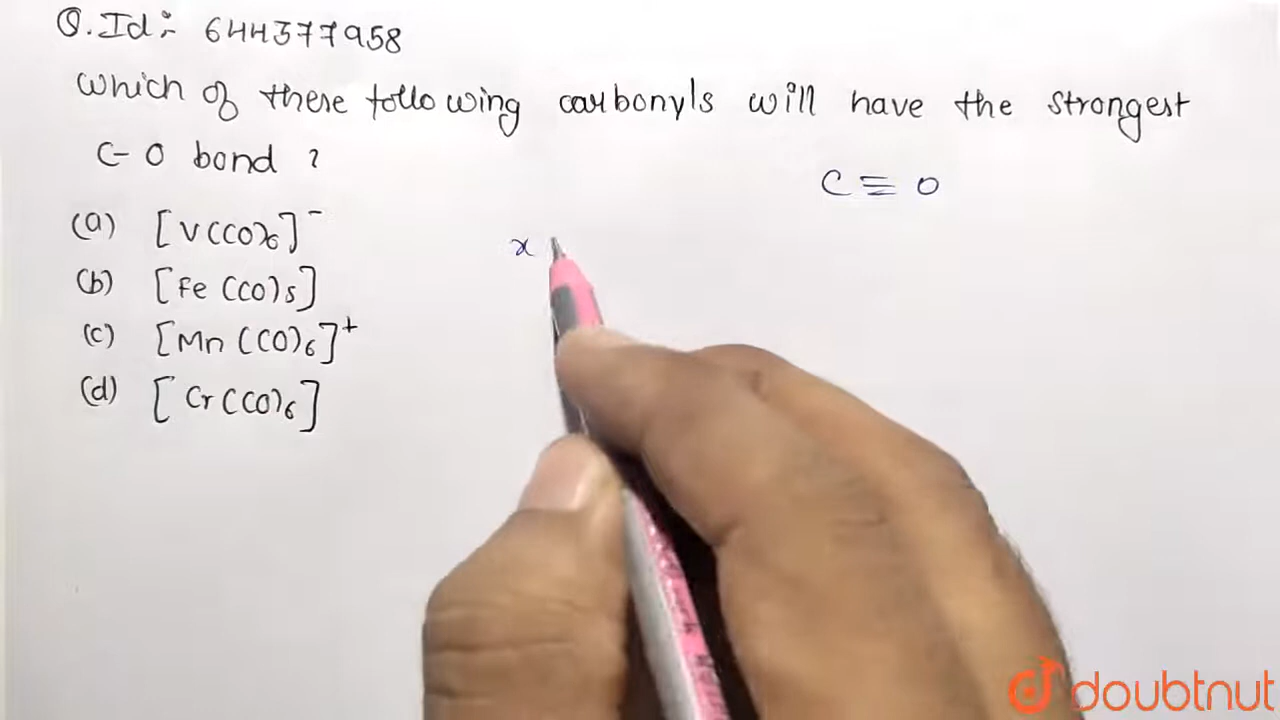 Q.Id:- 644377958
Which of these following carbonyls will have the strongest
C-O bond ?
C≡O
(a) [V(CO)6]⁻
x
(b) [Fe(CO)5]
(c) [Mn(CO)6]⁺
(d) [Cr(CO)6]
doubtnut